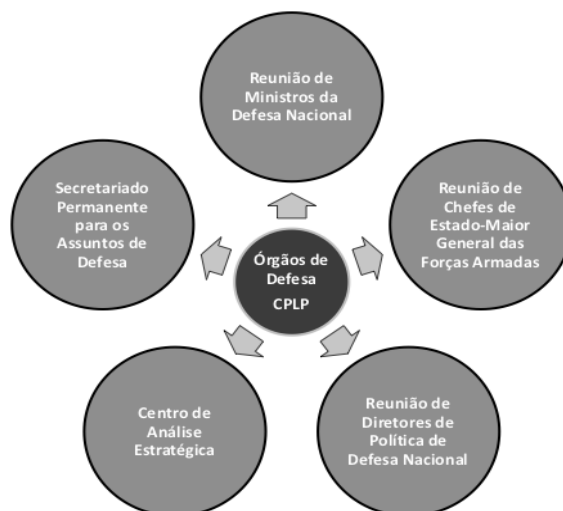 Reunião de
Ministros da
Defesa Nacional
Secretariado
Permanente
para os
Assuntos de
Defesa
Reunião de
Chefes de
Estado-Maior
General das
Forças Armadas
Órgãos de
Defesa
CPLP
Centro de
Análise
Estratégica
Reunião de
Diretores de
Política de
Defesa Nacional